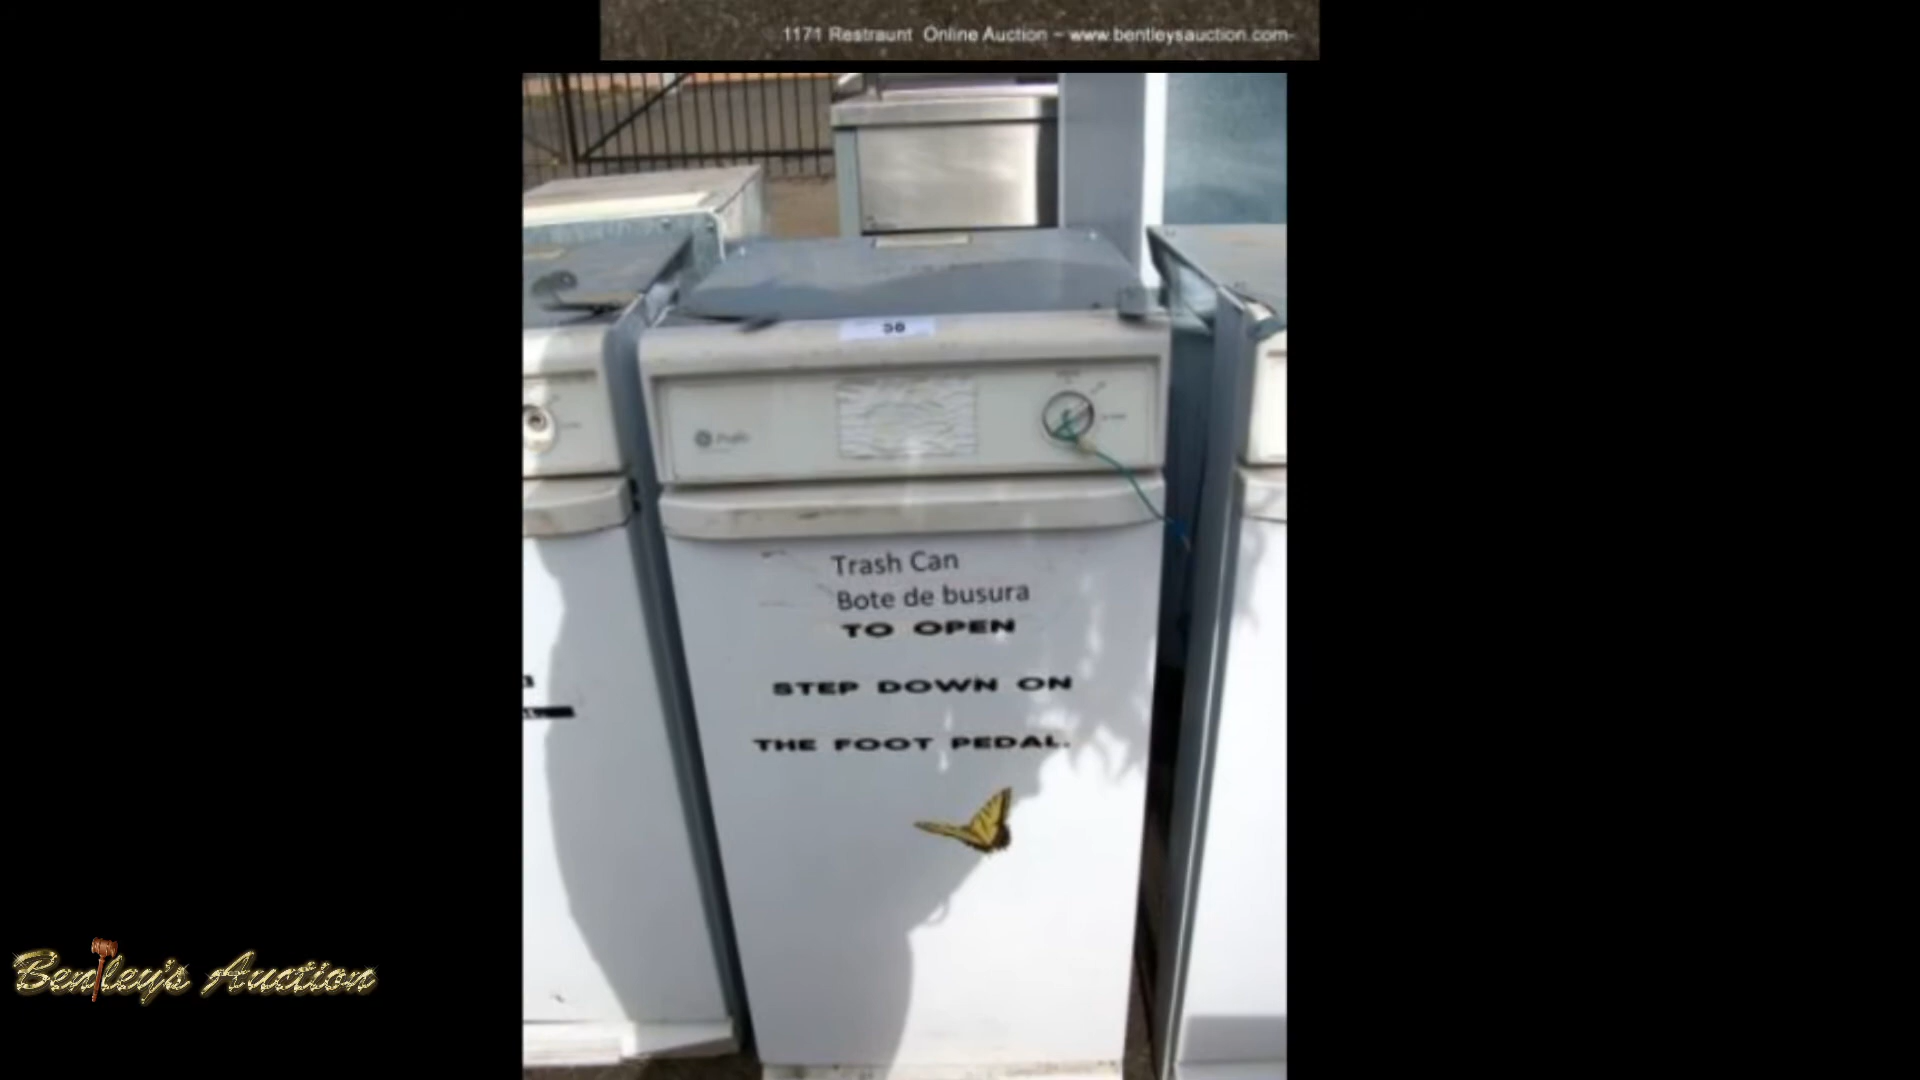 1171 Restraunt Online Auction - www.bentleysauction.com
Trash Can
Bote de busura
TO OPEN
STEP DOWN ON
THE FOOT PEDAL.
Bentley's Auction